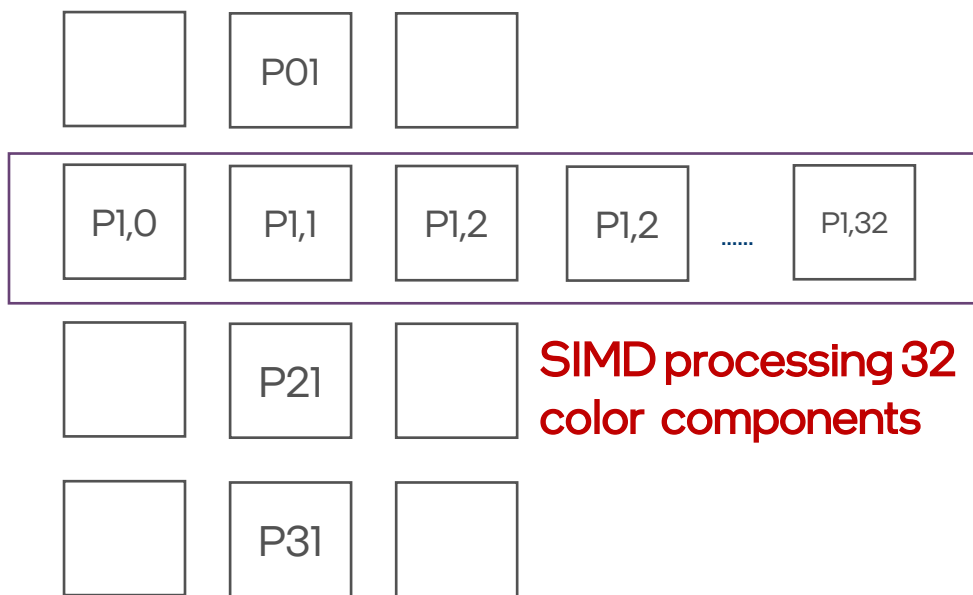 P01
P1,0 P1,1 P1,2 P1,2 ...... P1,32
P21
SIMD processing 32
color components
P31